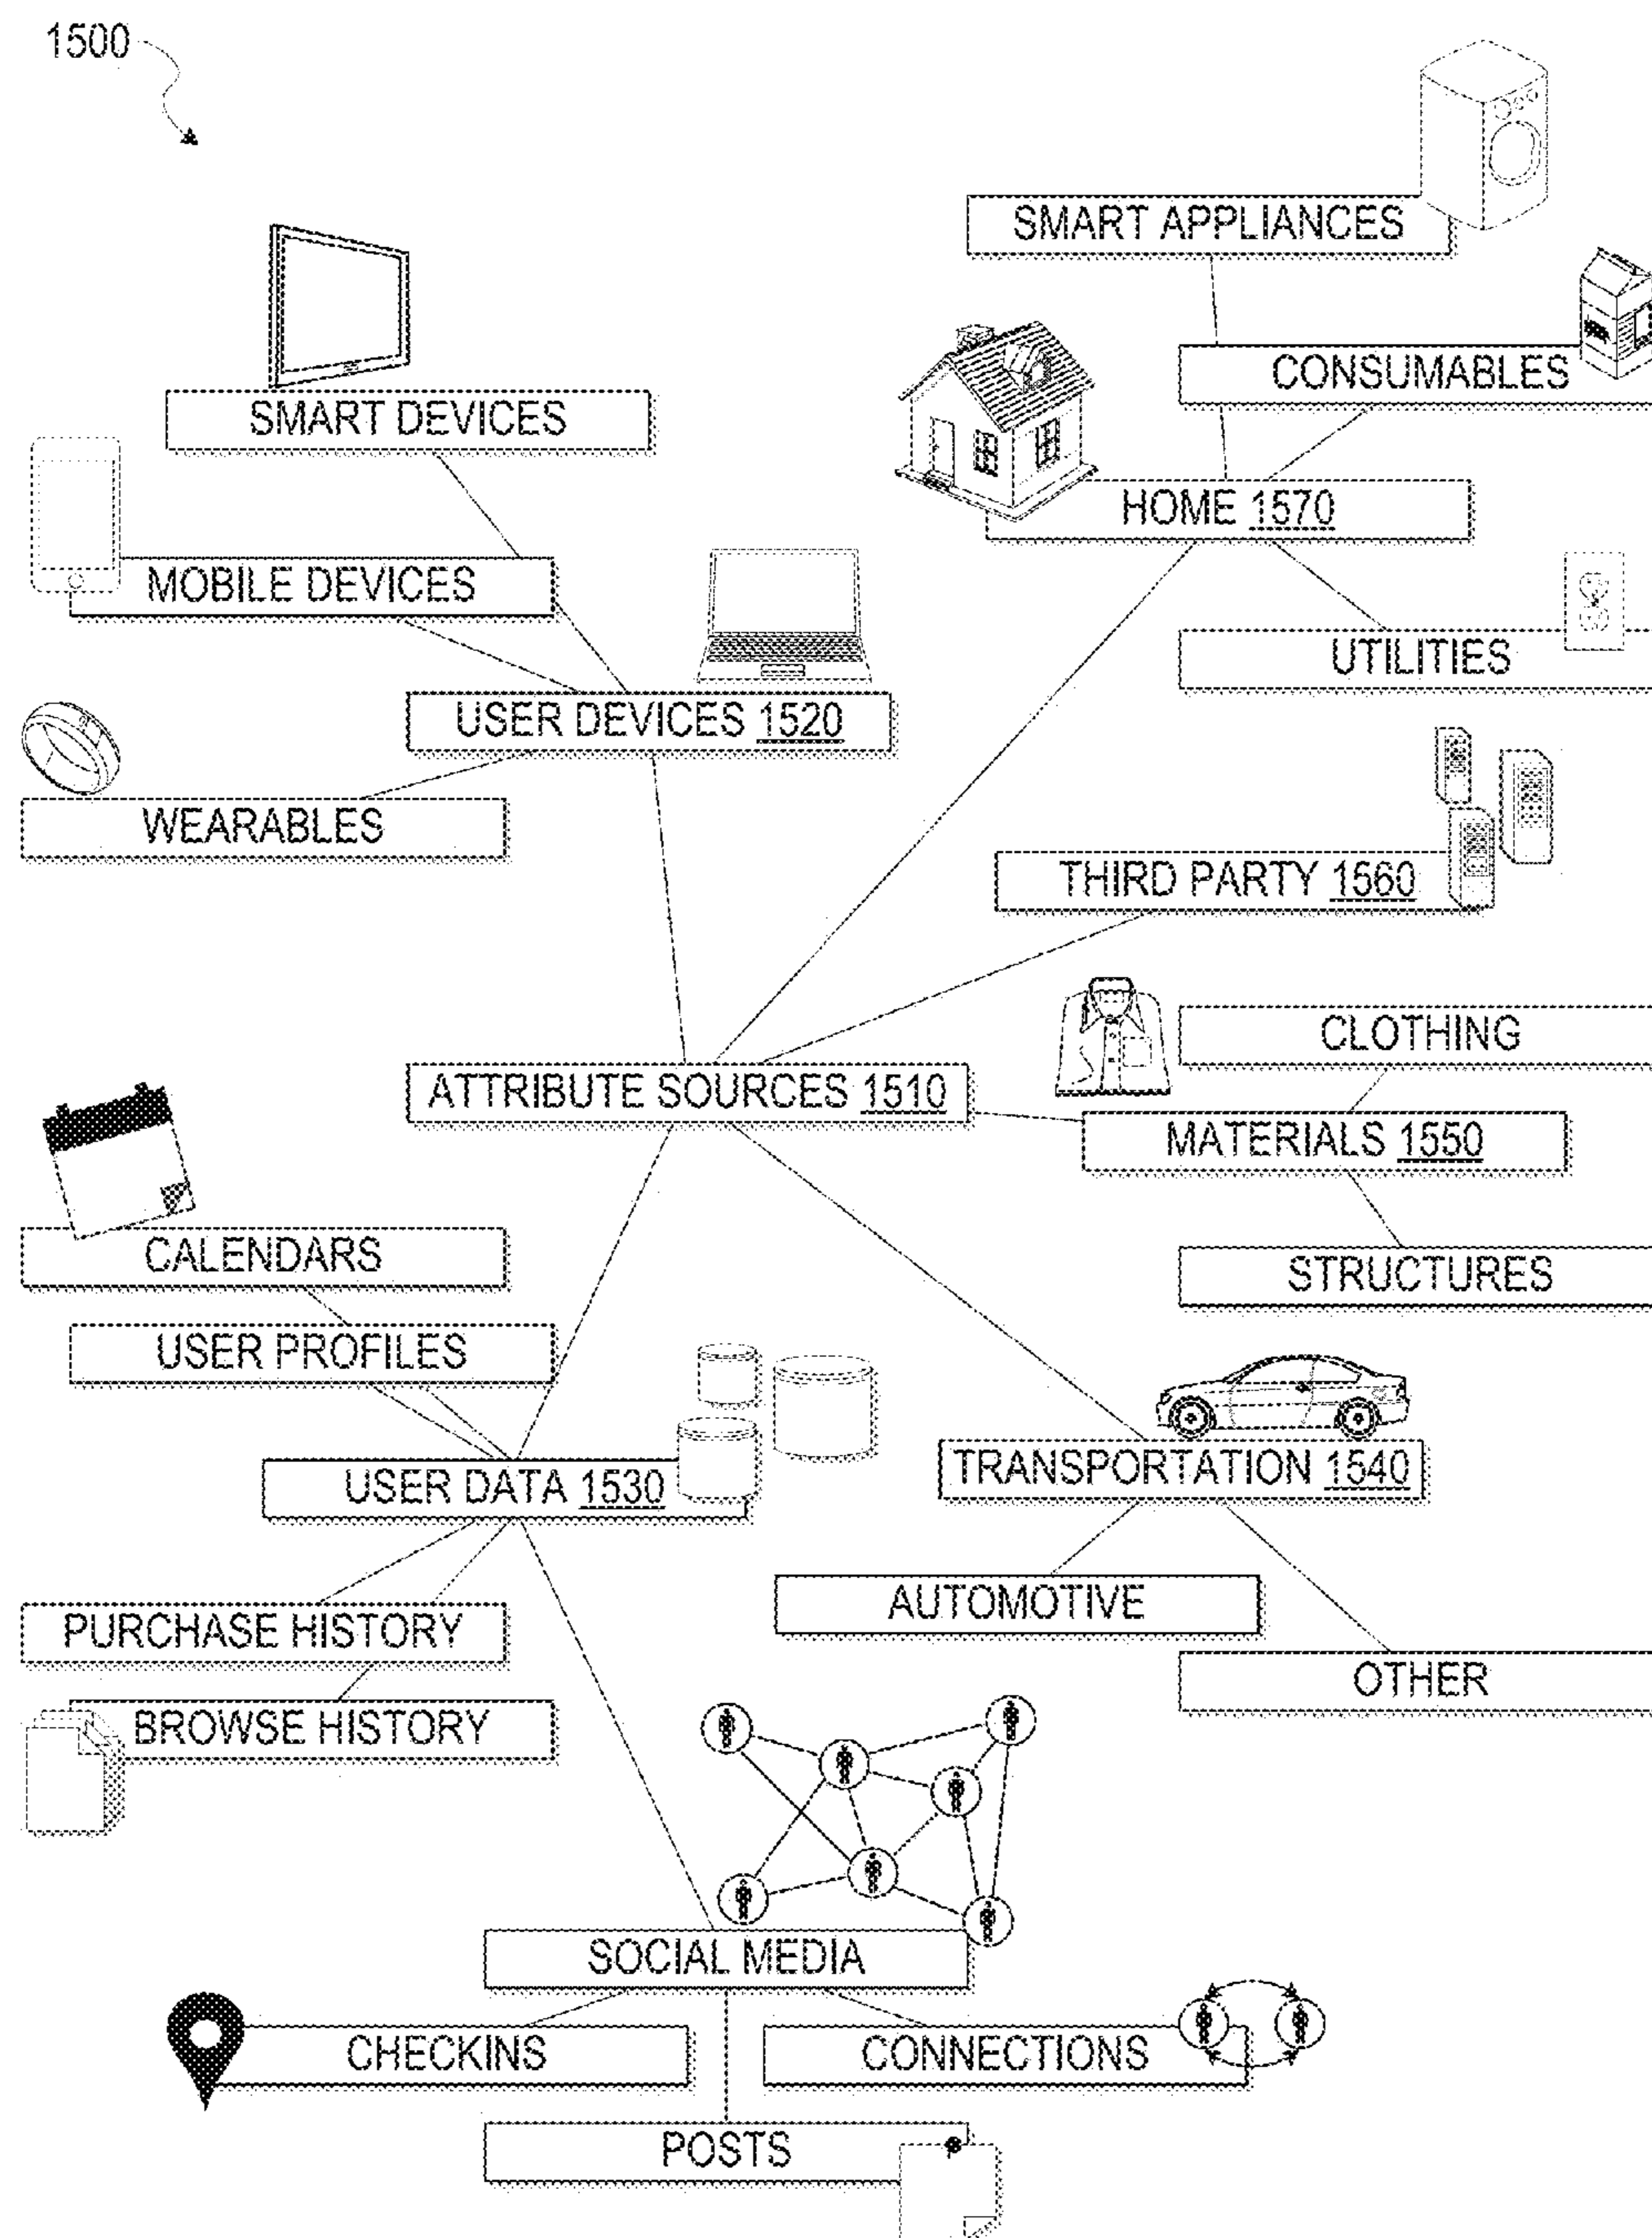 1500
SMART APPLIANCES
CONSUMABLES
SMART DEVICES
HOME 1570
MOBILE DEVICES
UTILITIES
USER DEVICES 1520
WEARABLES
THIRD PARTY 1560
CLOTHING
ATTRIBUTE SOURCES 1510
MATERIALS 1550
CALENDARS
STRUCTURES
USER PROFILES
TRANSPORTATION 1540
USER DATA 1530
AUTOMOTIVE
PURCHASE HISTORY
OTHER
BROWSE HISTORY
SOCIAL MEDIA
CHECKINS
CONNECTIONS
POSTS